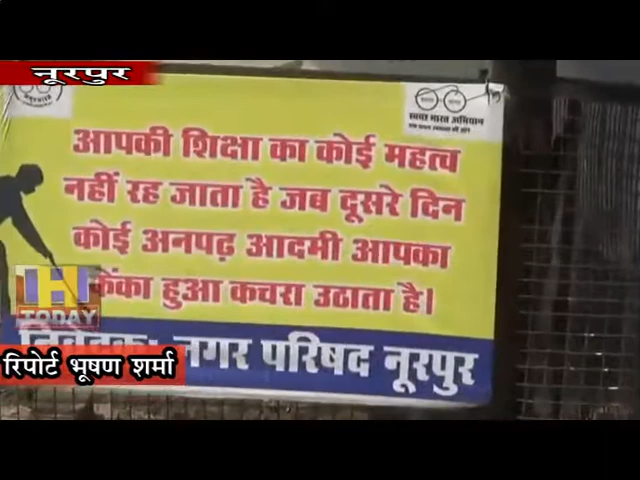 नूरपुर
स्वच्छ भारत अभियान
आपकी शिक्षा का कोई महत्व
नहीं रह जाता है जब दूसरे दिन
कोई अनपढ़ आदमी आपका
फेंका हुआ कचरा उठाता है।
IH
TODAY
नगर परिषद नूरपुर
रिपोर्ट भूषण शर्मा